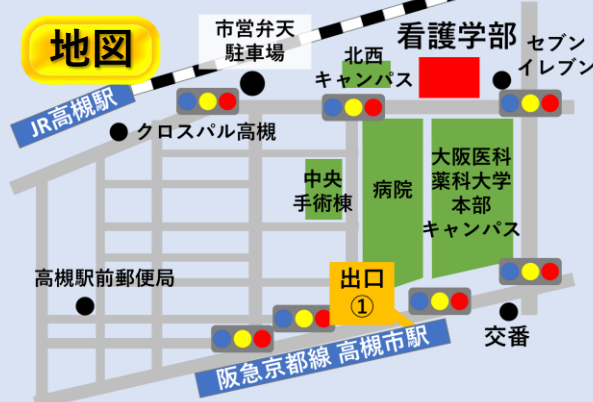 地図
市営弁天
駐車場
北西
キャンパス
看護学部
セブン
イレブン
JR高槻駅
クロスパル高槻
中央
手術棟
病院
大阪医科
薬科大学
本部
キャンパス
高槻駅前郵便局
出口
①
交番
阪急京都線 高槻市駅